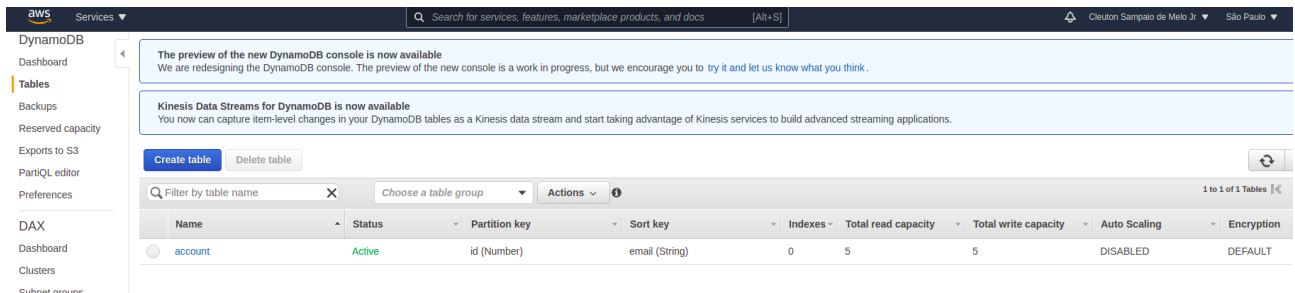 aws Services Search for services, features, marketplace products, and docs [Alt+S] Cleuton Sampaio de Melo Jr São Paulo
DynamoDB
Dashboard
Tables
Backups
Reserved capacity
Exports to S3
PartiQL editor
Preferences
DAX
Dashboard
Clusters
Subnet groups
The preview of the new DynamoDB console is now available
We are redesigning the DynamoDB console. The preview of the new console is a work in progress, but we encourage you to try it and let us know what you think.
Kinesis Data Streams for DynamoDB is now available
You now can capture item-level changes in your DynamoDB tables as a Kinesis data stream and start taking advantage of Kinesis services to build advanced streaming applications.
Create table Delete table
Filter by table name Choose a table group Actions 1 to 1 of 1 Tables
Name Status Partition key Sort key Indexes Total read capacity Total write capacity Auto Scaling Encryption
account Active id (Number) email (String) 0 5 5 DISABLED DEFAULT